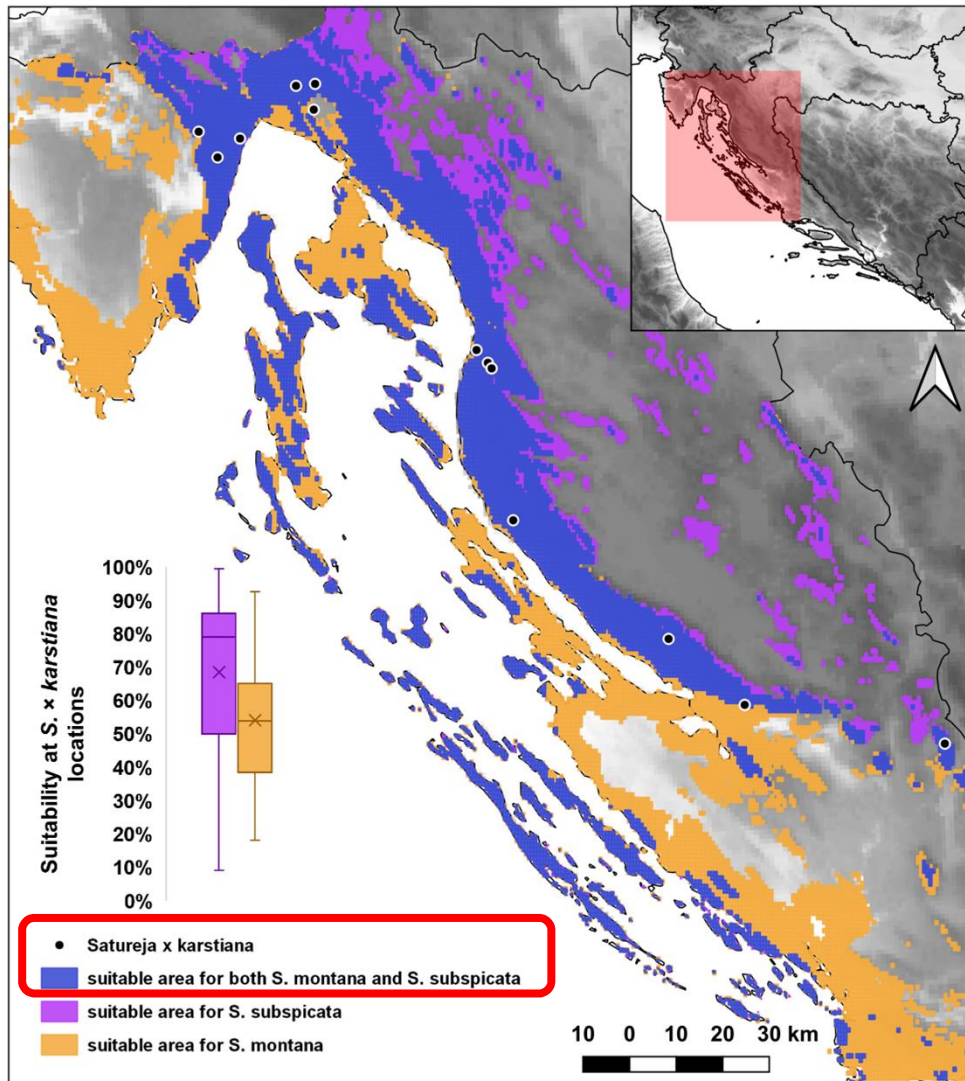 100%
90%
80%
70%
60%
50%
40%
30%
20%
10%
0%
Suitability at S. × karstiana
locations
Satureja x karstiana
suitable area for both S. montana and S. subspicata
suitable area for S. subspicata
suitable area for S. montana
10 0 10 20 30 km